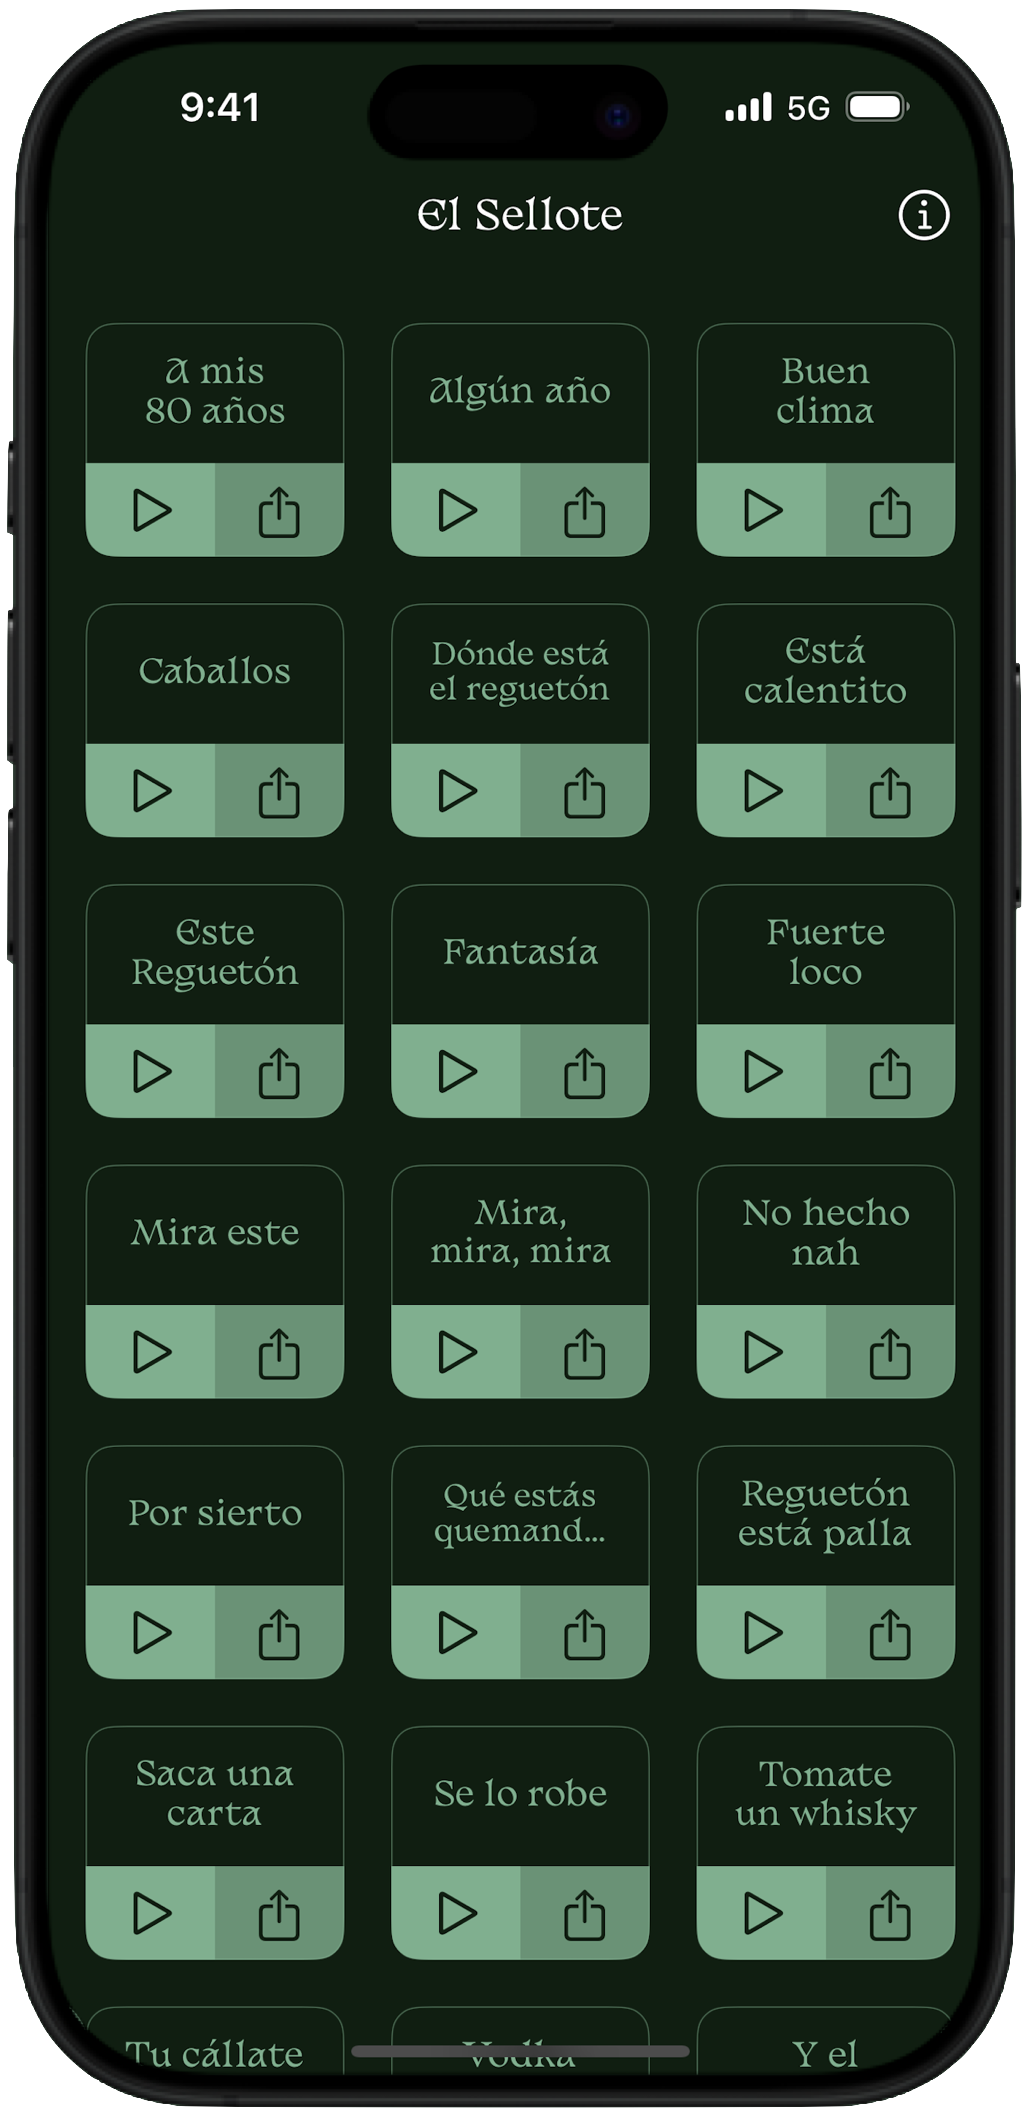 9:41
5G
El Sellote
A mis
80 años
Algún año
Buen
clima
Caballos
Dónde está
el reguetón
Está
calentito
Este
Reguetón
Fantasía
Fuerte
loco
Mira este
Mira,
mira, mira
No hecho
nah
Por sierto
Qué estás
quemand...
Reguetón
está palla
Saca una
carta
Se lo robe
Tomate
un whisky
Tu cállate
Vodka
Y el